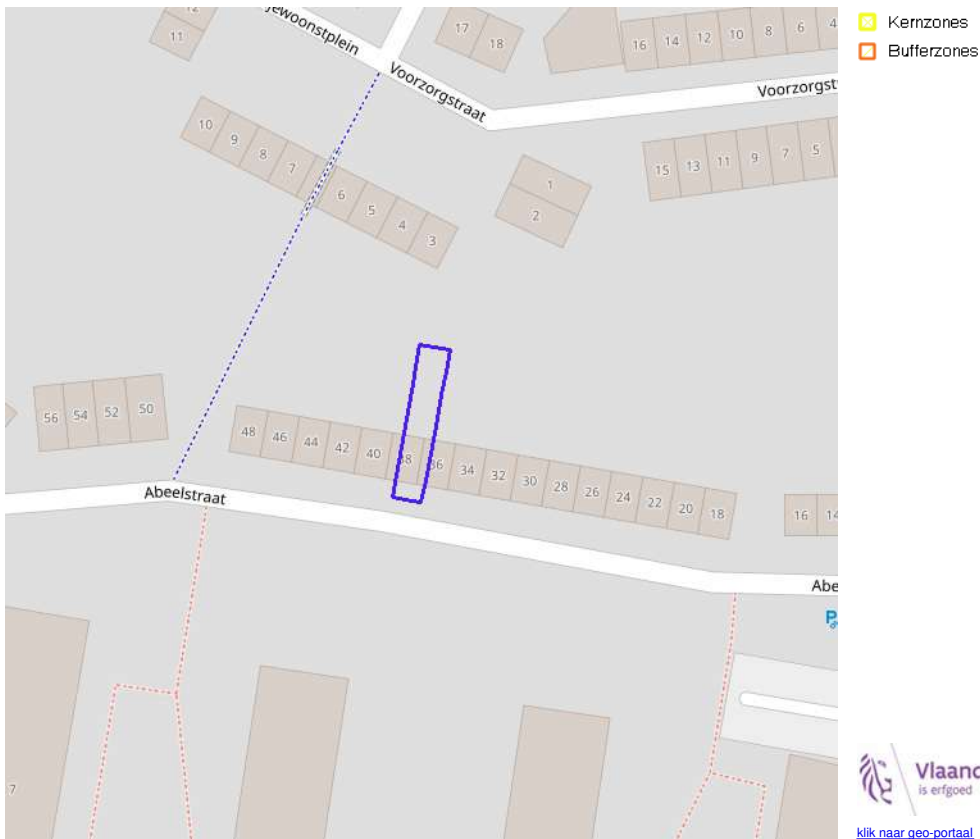 Kernzones
Bufferzones
12
11
jewoonstplein
Voorzorgstraat
17
18
16 14 12 10 8 6 4
Voorzorgst
10 9 8 7 6 5 4 3
1
2
15 13 11 9 7 5
56 54 52 50
48 46 44 42 40 38 36 34 32 30 28 26 24 22 20 18
16 14
Abeelstraat
Abe
P
7
Vlaand
is erfgoed
klik naar geo-portaal